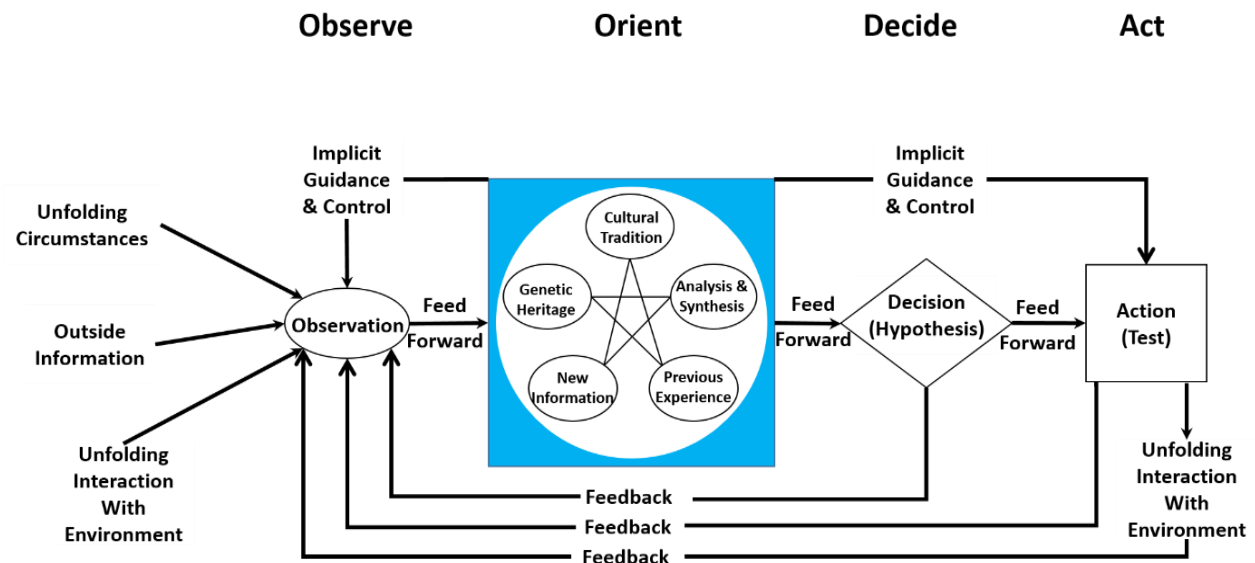 Observe
Orient
Decide
Act
Implicit
Guidance
& Control
Implicit
Guidance
& Control
Unfolding
Circumstances
Outside
Information
Unfolding
Interaction
With
Environment
Observation
Feed
Forward
Cultural
Tradition
Genetic
Heritage
Analysis &
Synthesis
New
Information
Previous
Experience
Feed
Forward
Decision
(Hypothesis)
Feed
Forward
Action
(Test)
Unfolding
Interaction
With
Environment
Feedback
Feedback
Feedback